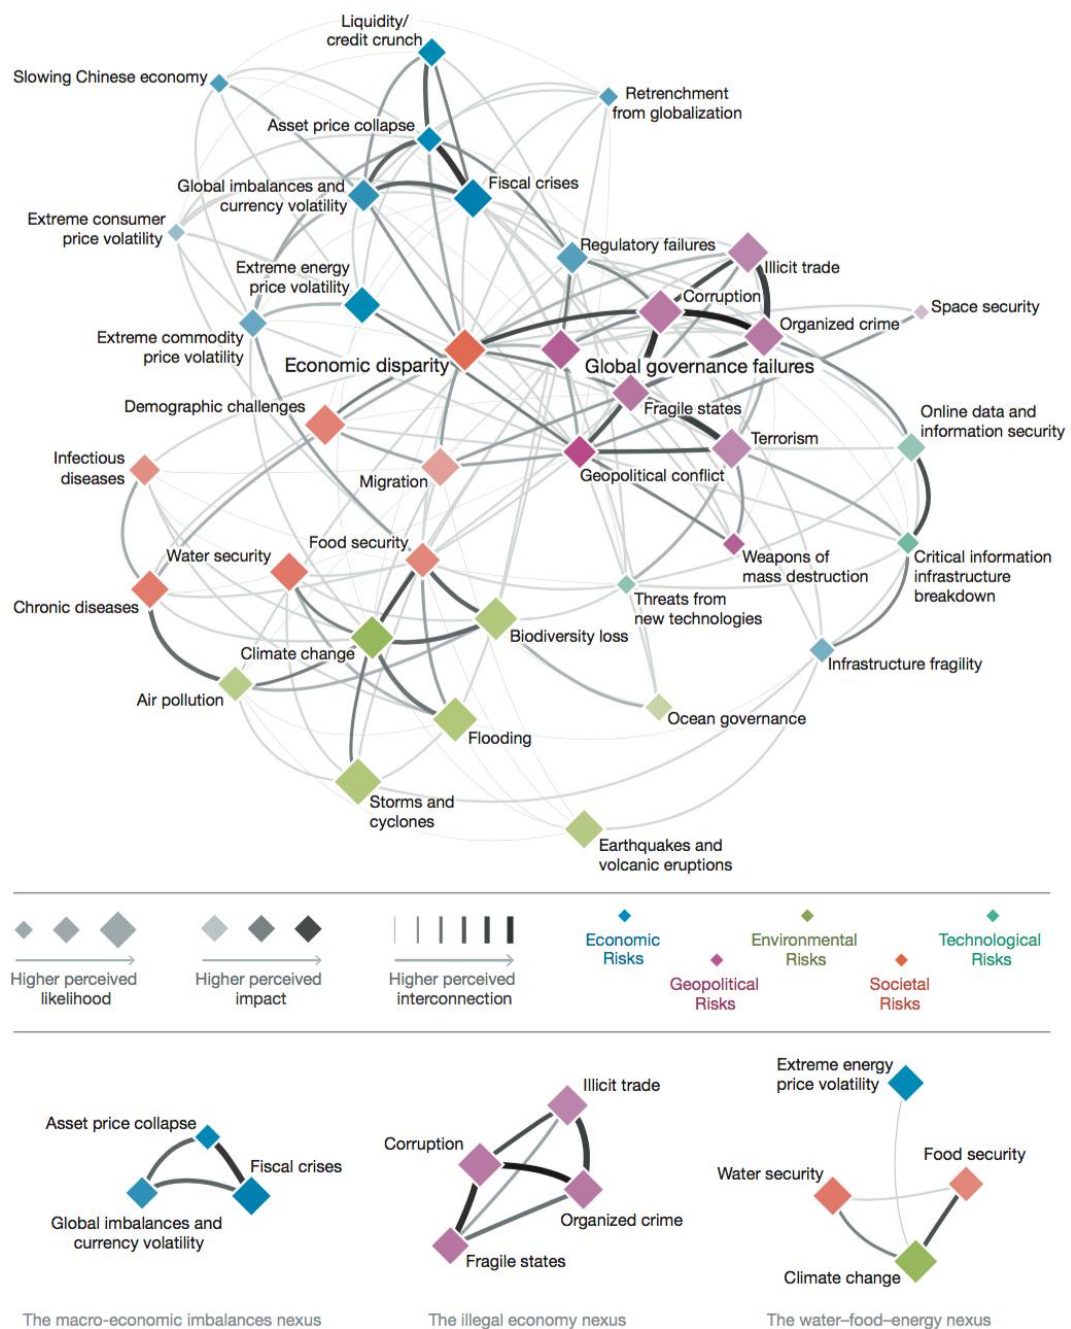 Liquidity/
credit crunch
Slowing Chinese economy
Retrenchment
from globalization
Asset price collapse
Global imbalances and
currency volatility
Fiscal crises
Extreme consumer
price volatility
Regulatory failures
Illicit trade
Extreme energy
price volatility
Corruption
Space security
Organized crime
Extreme commodity
price volatility
Economic disparity
Global governance failures
Demographic challenges
Fragile states
Online data and
information security
Terrorism
Infectious
diseases
Migration
Geopolitical conflict
Water security
Food security
Weapons of
mass destruction
Critical information
infrastructure
breakdown
Chronic diseases
Threats from
new technologies
Biodiversity loss
Climate change
Infrastructure fragility
Air pollution
Ocean governance
Flooding
Storms and
cyclones
Earthquakes and
volcanic eruptions
Higher perceived
likelihood
Higher perceived
impact
Higher perceived
interconnection
Economic
Risks
Geopolitical
Risks
Environmental
Risks
Societal
Risks
Technological
Risks
Asset price collapse
Fiscal crises
Global imbalances and
currency volatility
The macro-economic imbalances nexus
Illicit trade
Corruption
Organized crime
Fragile states
The illegal economy nexus
Extreme energy
price volatility
Food security
Water security
Climate change
The water–food–energy nexus